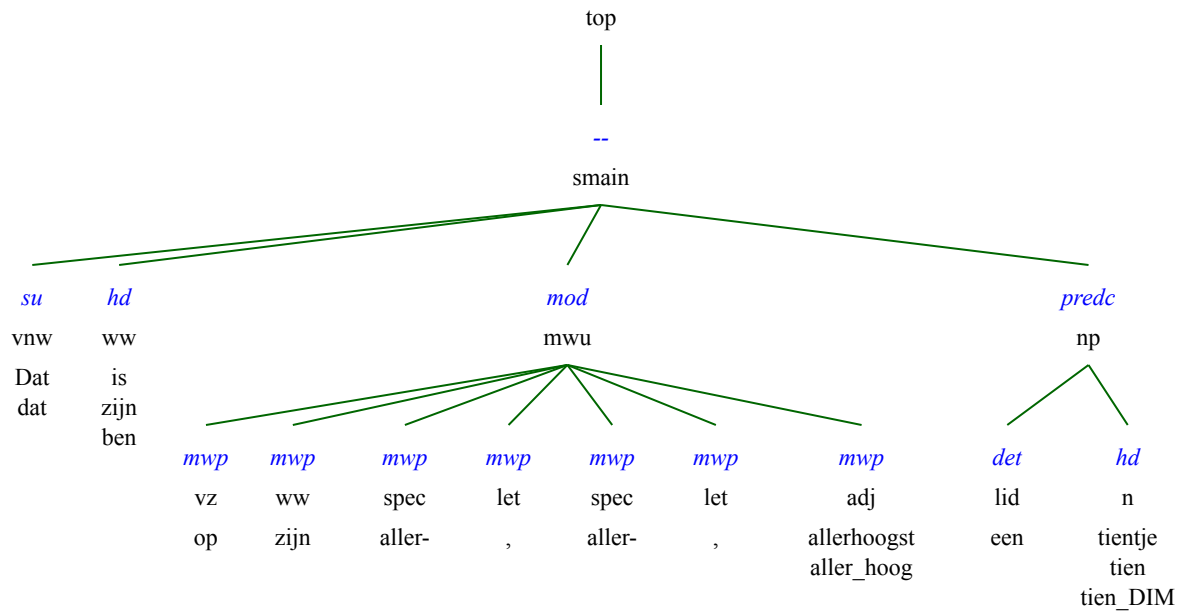 top
--
smain
su hd mod predc
vnw ww mwu np
Dat is
dat zijn
ben
mwp mwp mwp mwp mwp mwp mwp det hd
vz ww spec let spec let adj lid n
op zijn aller- , aller- , allerhoogst een tientje
aller_hoog tien
tien_DIM